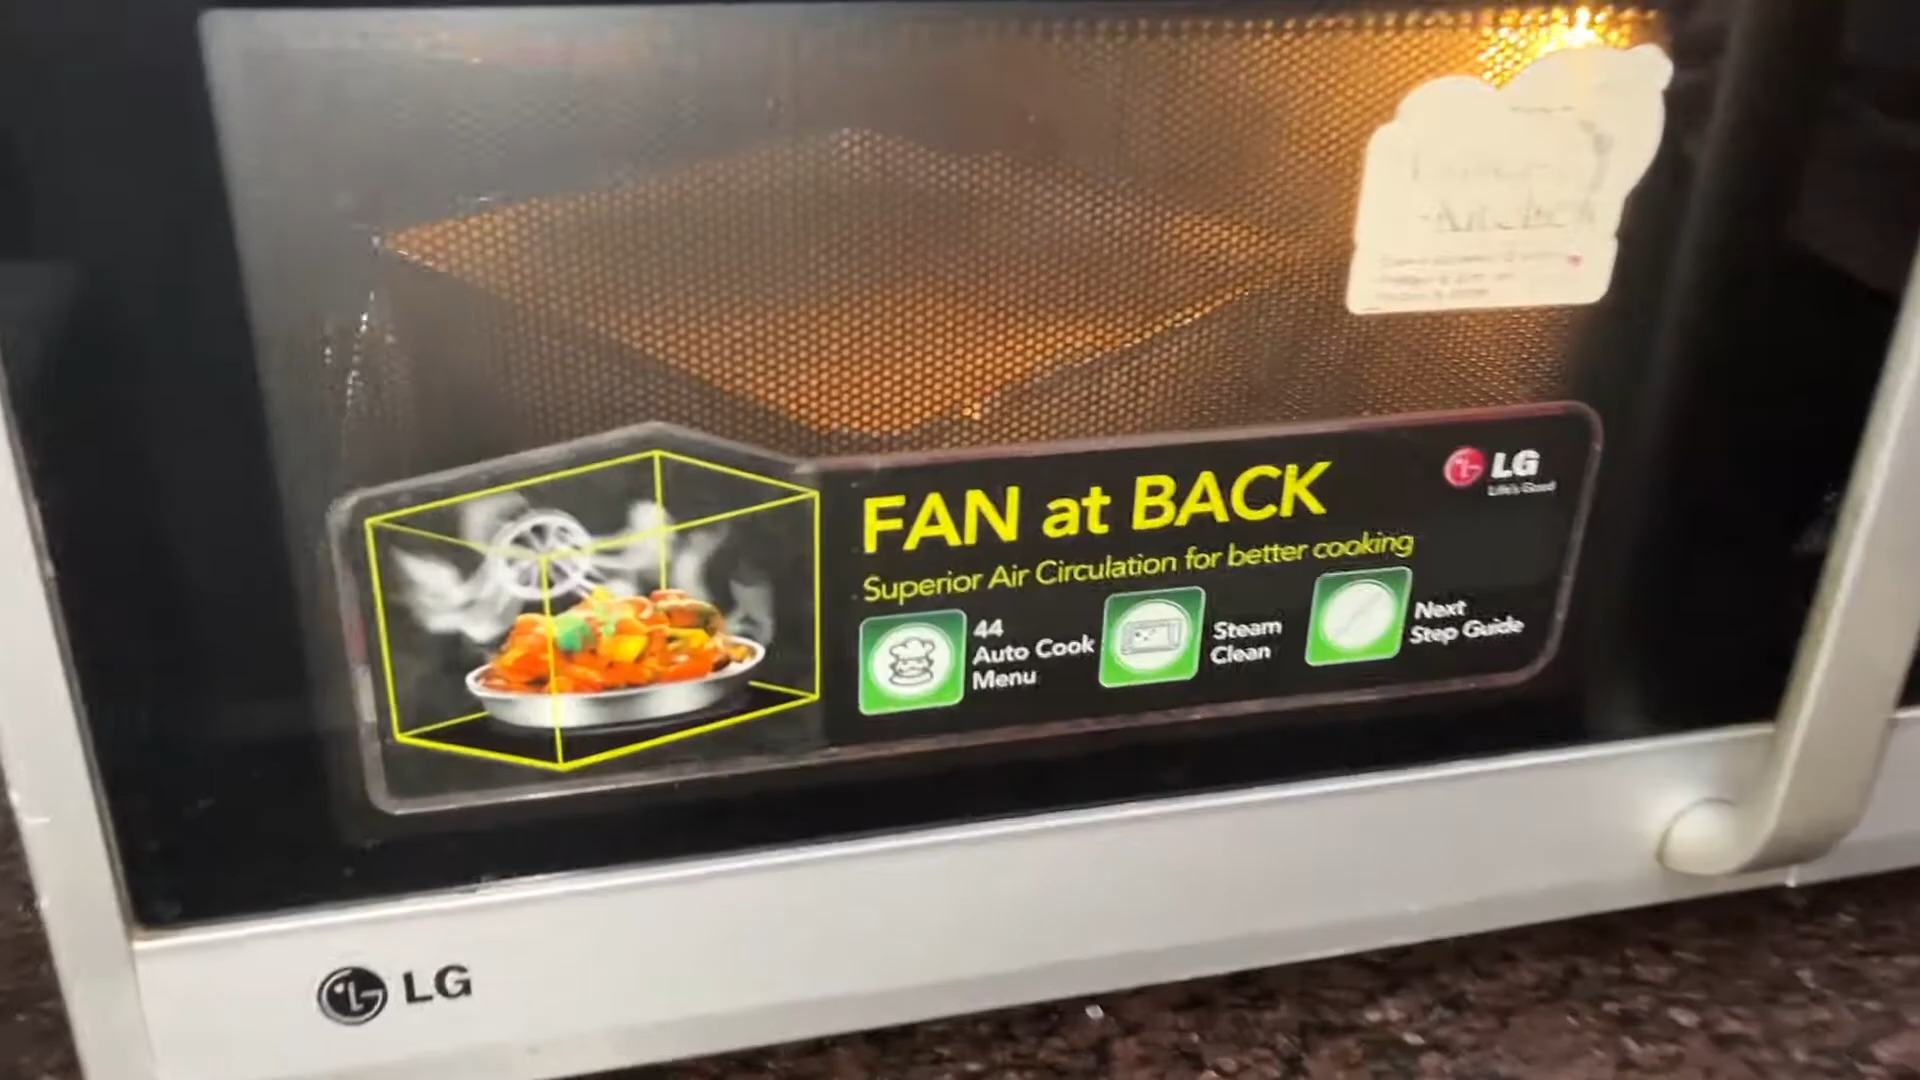 FAN at BACK
LG
Life's Good
Superior Air Circulation for better cooking
44
Auto Cook
Menu
Steam
Clean
Next
Step Guide
LG